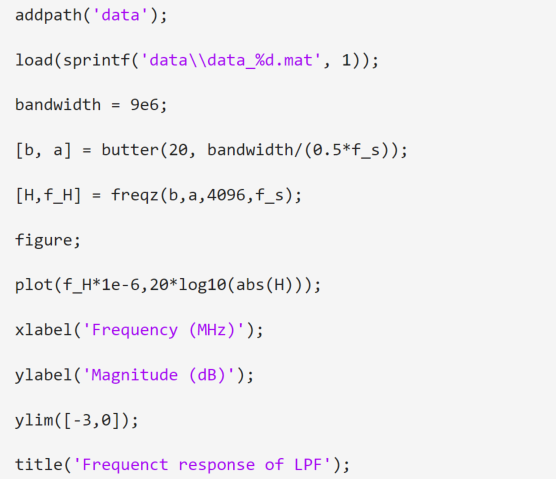 addpath('data');
load(sprintf('data\\data_%d.mat', 1));
bandwidth = 9e6;
[b, a] = butter(20, bandwidth/(0.5*f_s));
[H,f_H] = freqz(b,a,4096,f_s);
figure;
plot(f_H*1e-6,20*log10(abs(H)));
xlabel('Frequency (MHz)');
ylabel('Magnitude (dB)');
ylim([-3,0]);
title('Frequenct response of LPF');